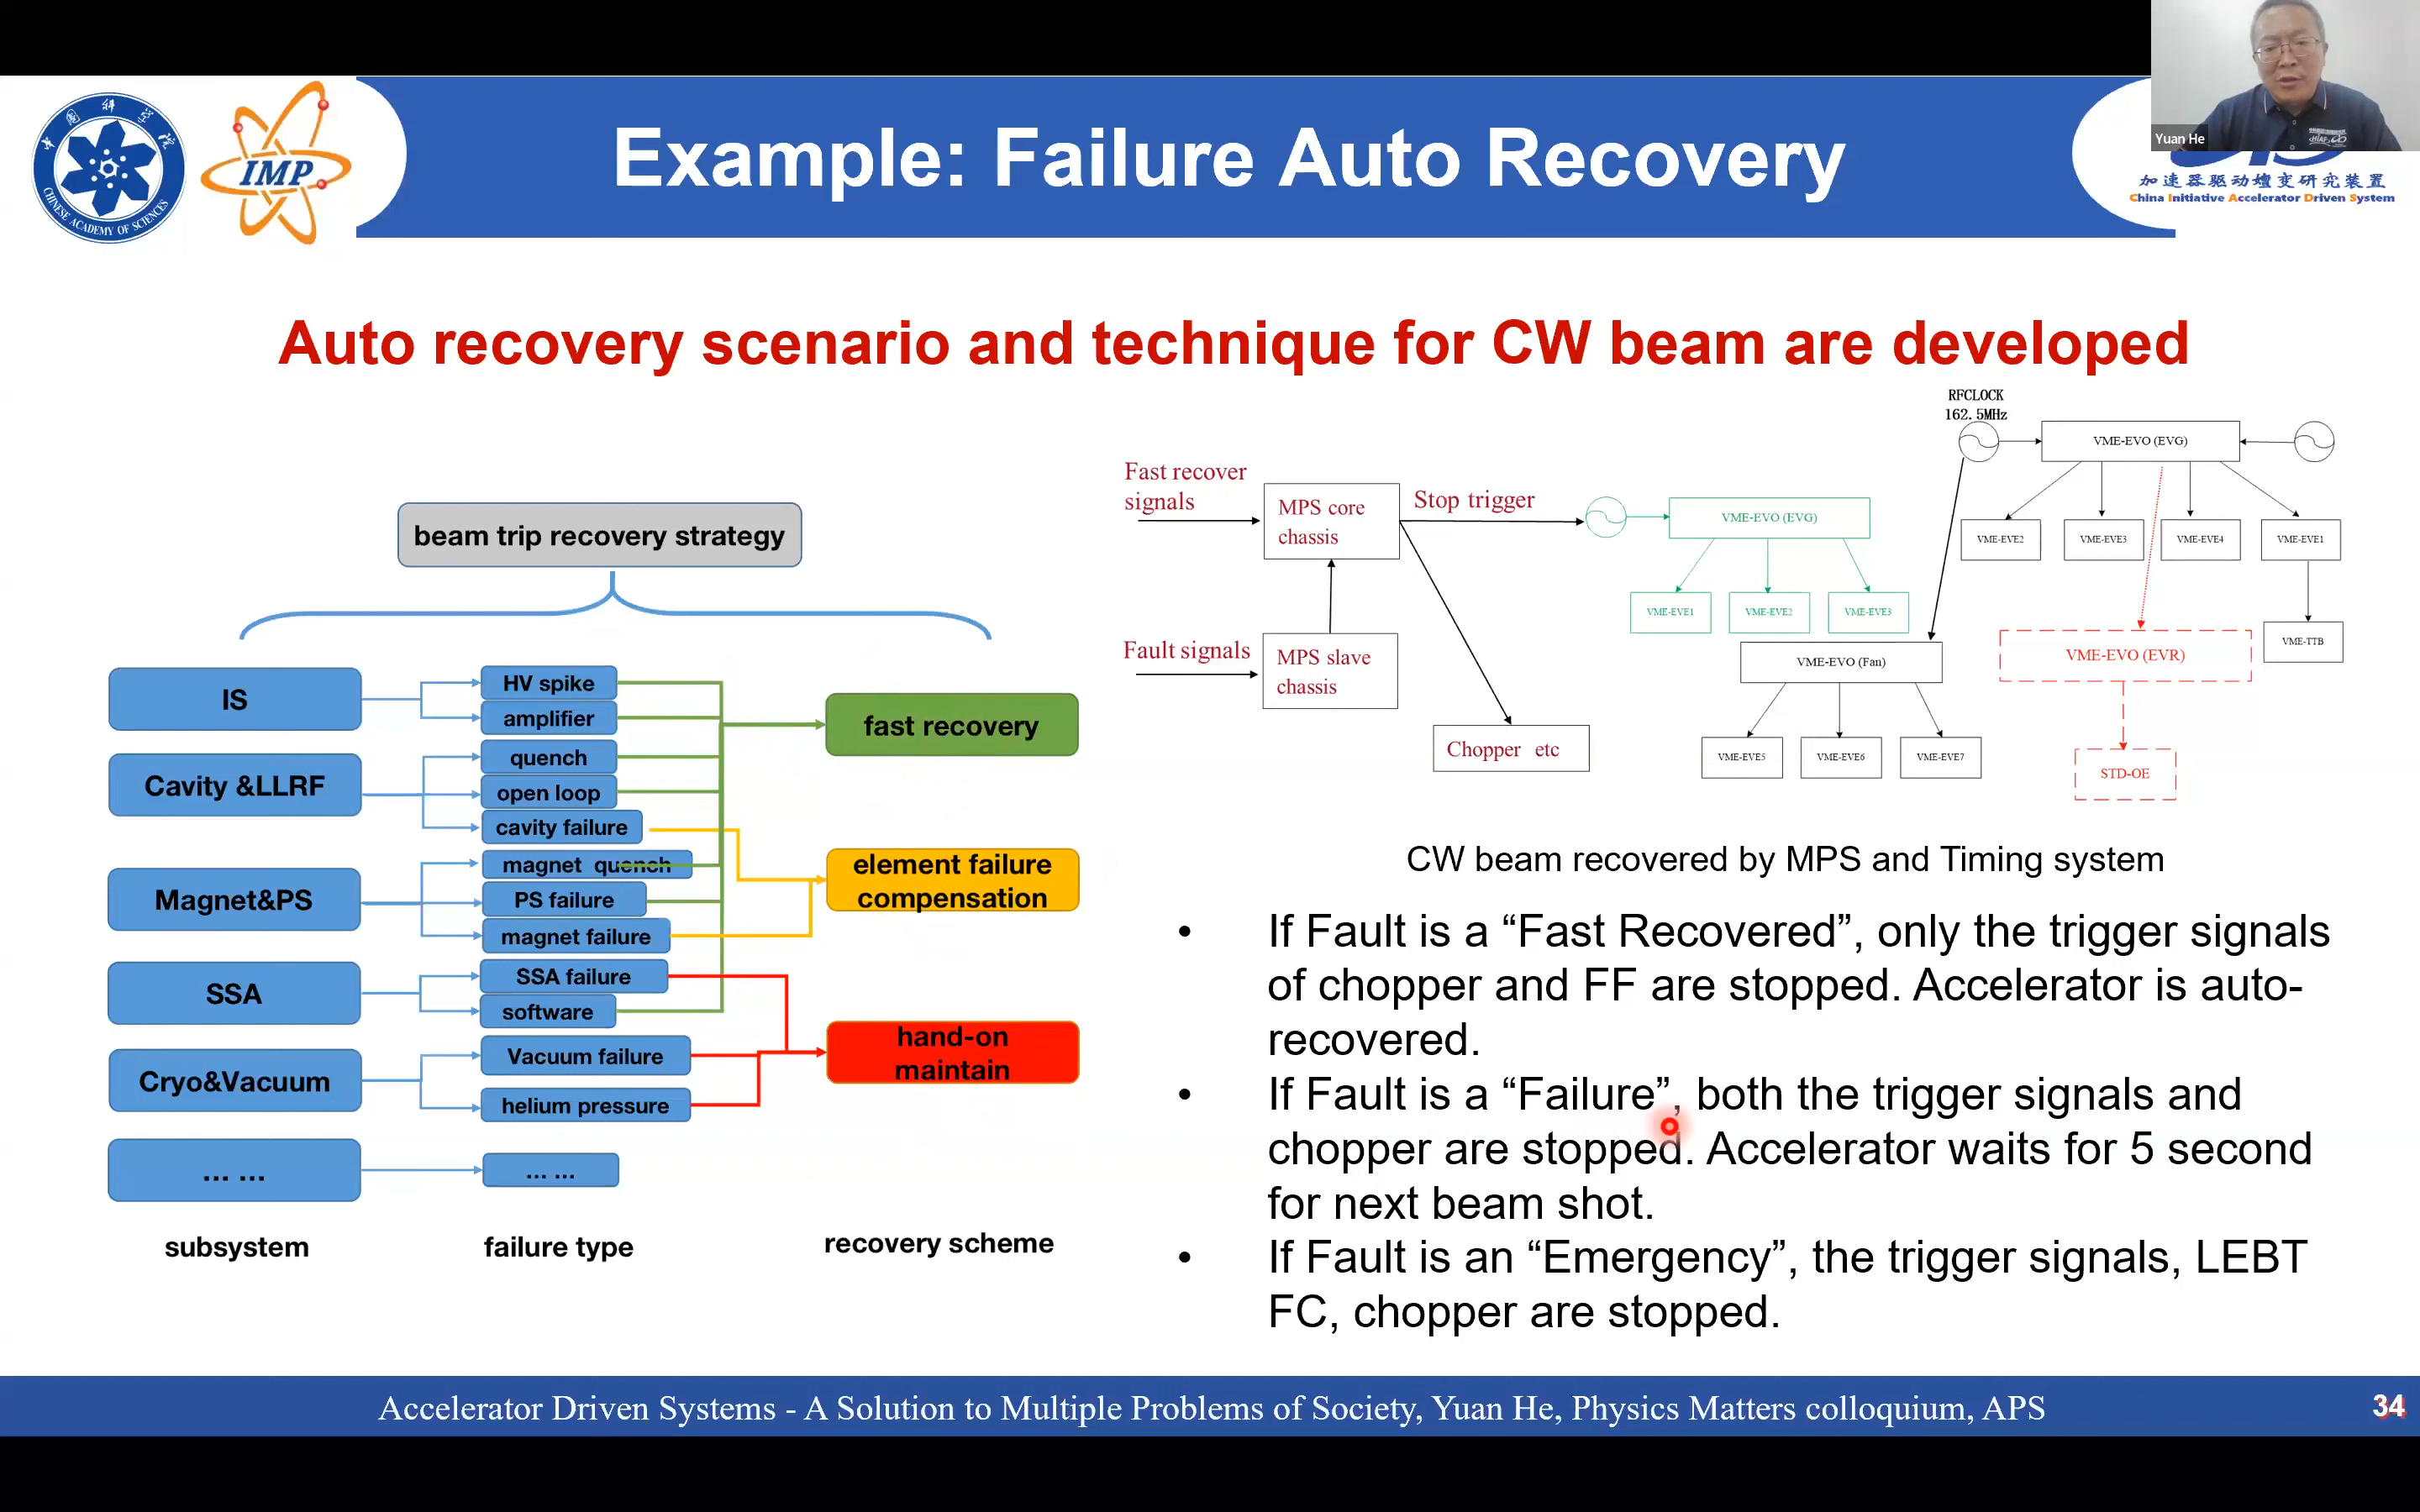 Yuan He
中国科学院
CHINESE ACADEMY OF SCIENCES
IMP
Example: Failure Auto Recovery
加速器驱动嬗变研究装置
China Initiative Accelerator Driven System
Auto recovery scenario and technique for CW beam are developed
beam trip recovery strategy
IS
HV spike
amplifier
Cavity &LLRF
quench
open loop
cavity failure
Magnet&PS
magnet quench
PS failure
magnet failure
SSA
SSA failure
software
Cryo&Vacuum
Vacuum failure
helium pressure
... ...
... ...
fast recovery
element failure
compensation
hand-on
maintain
subsystem
failure type
recovery scheme
Fast recover
signals
MPS core
chassis
Stop trigger
Fault signals
MPS slave
chassis
Chopper etc
VME-EVO (EVG)
VME-EVE1
VME-EVE2
VME-EVE3
RFCLOCK
162.5MHz
VME-EVO (EVG)
VME-EVE2
VME-EVE3
VME-EVE4
VME-EVE1
VME-TTB
VME-EVO (Fan)
VME-EVE5
VME-EVE6
VME-EVE7
VME-EVO (EVR)
STD-OE
CW beam recovered by MPS and Timing system
• If Fault is a “Fast Recovered”, only the trigger signals
of chopper and FF are stopped. Accelerator is auto-
recovered.
• If Fault is a “Failure”, both the trigger signals and
chopper are stopped. Accelerator waits for 5 second
for next beam shot.
• If Fault is an “Emergency”, the trigger signals, LEBT
FC, chopper are stopped.
Accelerator Driven Systems - A Solution to Multiple Problems of Society, Yuan He, Physics Matters colloquium, APS
34